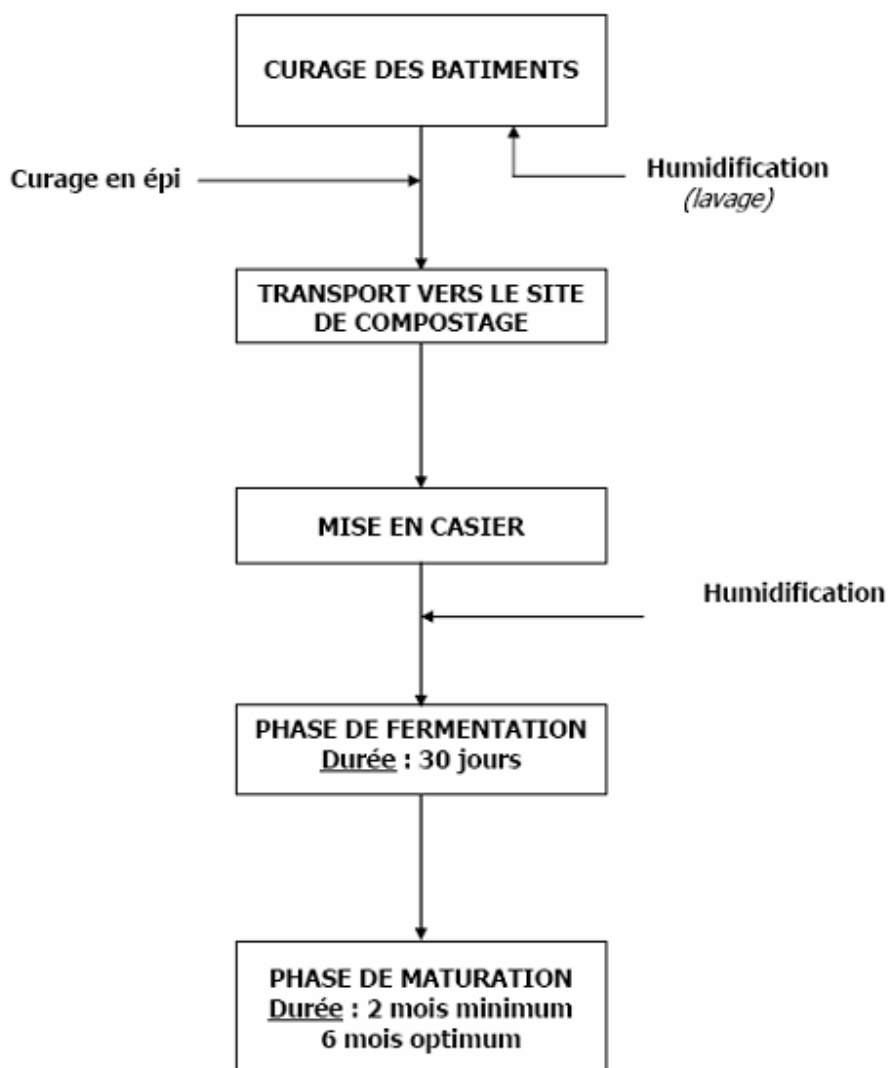 CURAGE DES BATIMENTS
Curage en épi
Humidification
(lavage)
TRANSPORT VERS LE SITE
DE COMPOSTAGE
MISE EN CASIER
Humidification
PHASE DE FERMENTATION
Durée : 30 jours
PHASE DE MATURATION
Durée : 2 mois minimum
6 mois optimum